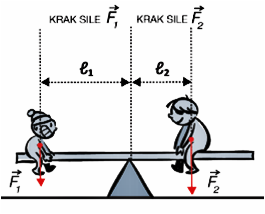 KRAK SILE F⃗₁ KRAK SILE F⃗₂
ℓ₁ ℓ₂
F⃗₁ F⃗₂